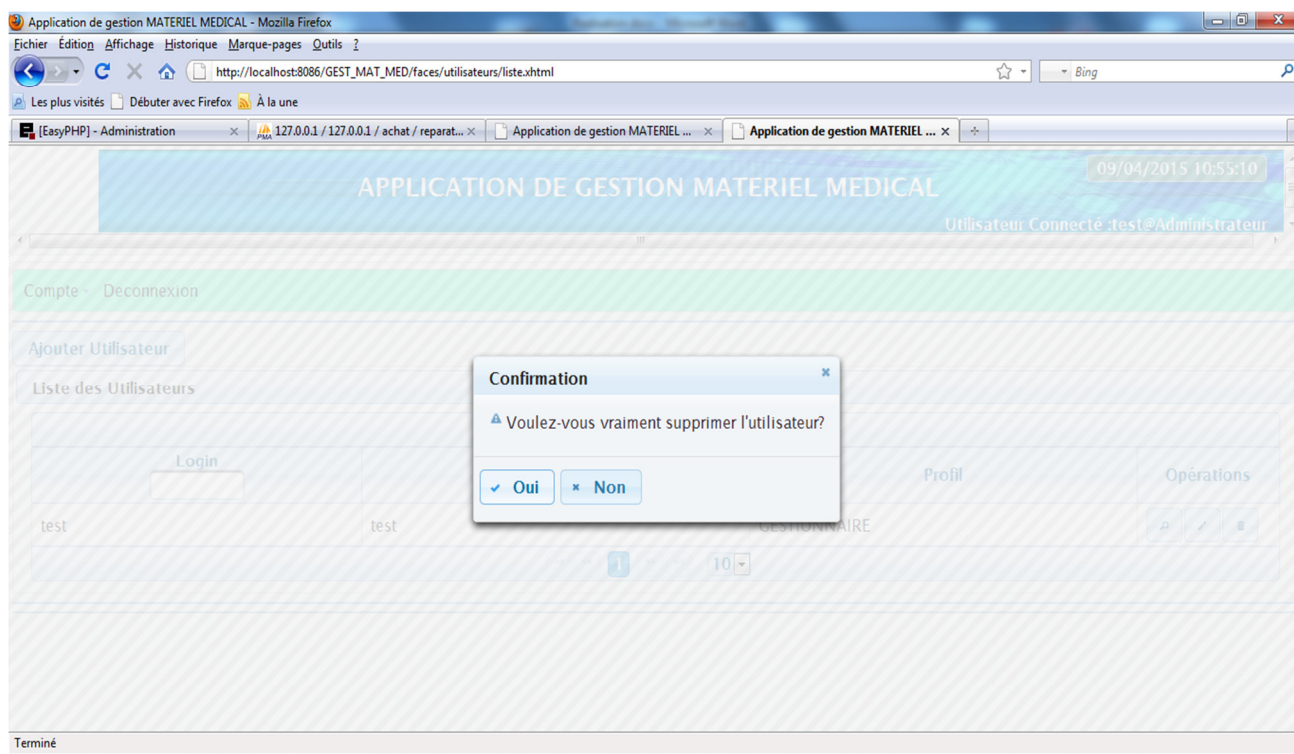 Application de gestion MATERIEL MEDICAL - Mozilla Firefox
Fichier Édition Affichage Historique Marque-pages Outils ?
http://localhost:8086/GEST_MAT_MED/faces/utilisateurs/liste.xhtml Bing
Les plus visités Débuter avec Firefox À la une
[EasyPHP] - Administration 127.0.0.1 / 127.0.0.1 / achat / reparat... Application de gestion MATERIEL ... Application de gestion MATERIEL ...
09/04/2015 10:55:10
APPLICATION DE GESTION MATERIEL MEDICAL
Utilisateur Connecté :test@Administrateur
Compte Deconnexion
Ajouter Utilisateur
Liste des Utilisateurs
Confirmation
Voulez-vous vraiment supprimer l'utilisateur?
Oui Non
Login Profil Opérations
test test GESTIONNAIRE
1 10
Terminé